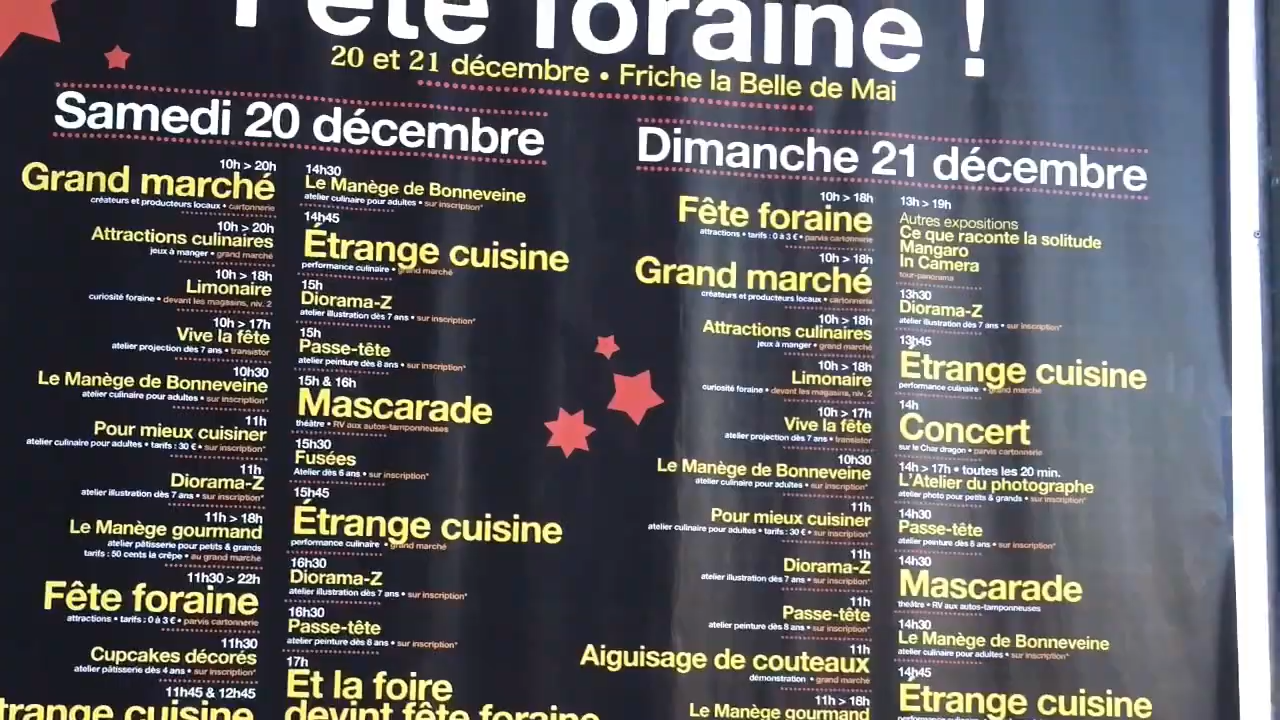 Fête foraine !
20 et 21 décembre • Friche la Belle de Mai
Samedi 20 décembre
10h > 20h
Grand marché
créateurs et producteurs locaux • cartonnerie
10h > 20h
Attractions culinaires
jeux à manger • grand marché
10h > 18h
Limonaire
curiosité foraine • devant les magasins, niv. 2
10h > 17h
Vive la fête
atelier projection dès 7 ans • transistor
10h30
Le Manège de Bonneveine
atelier culinaire pour adultes • sur inscription*
11h
Pour mieux cuisiner
atelier culinaire pour adultes • tarifs : 30 € • sur inscription*
11h
Diorama-Z
atelier illustration dès 7 ans • sur inscription*
11h > 18h
Le Manège gourmand
atelier pâtisserie pour petits & grands
tarifs : 50 cents la crêpe • au grand marché
11h30 > 22h
Fête foraine
attractions • tarifs : 0 à 3 € • parvis cartonnerie
11h30
Cupcakes décorés
atelier pâtisserie dès 4 ans • sur inscription*
11h45 & 12h45
trange cuisine
14h30
Le Manège de Bonneveine
atelier culinaire pour adultes • sur inscription*
14h45
Étrange cuisine
performance culinaire • grand marché
15h
Diorama-Z
atelier illustration dès 7 ans • sur inscription*
15h
Passe-tête
atelier peinture dès 8 ans • sur inscription*
15h & 16h
Mascarade
théâtre • RV aux autos-tamponneuses
15h30
Fusées
Atelier dès 6 ans • sur inscription*
15h45
Étrange cuisine
performance culinaire • grand marché
16h30
Diorama-Z
atelier illustration dès 7 ans • sur inscription*
16h30
Passe-tête
atelier peinture dès 8 ans • sur inscription*
17h
Et la foire
devint fête foraine
Dimanche 21 décembre
10h > 18h
Fête foraine
attractions • tarifs : 0 à 3 € • parvis cartonnerie
10h > 18h
Grand marché
créateurs et producteurs locaux • cartonnerie
10h > 18h
Attractions culinaires
jeux à manger • grand marché
10h > 18h
Limonaire
curiosité foraine • devant les magasins, niv. 2
10h > 17h
Vive la fête
atelier projection dès 7 ans • transistor
10h30
Le Manège de Bonneveine
atelier culinaire pour adultes • sur inscription*
11h
Pour mieux cuisiner
atelier culinaire pour adultes • tarifs : 30 € • sur inscription*
11h
Diorama-Z
atelier illustration dès 7 ans • sur inscription*
11h
Passe-tête
atelier peinture dès 8 ans • sur inscription*
11h
Aiguisage de couteaux
démonstration • grand marché
11h > 18h
Le Manège gourmand
13h > 19h
Autres expositions
Ce que raconte la solitude
Mangaro
In Camera
tour-panorama
13h30
Diorama-Z
atelier illustration dès 7 ans • sur inscription*
13h45
Étrange cuisine
performance culinaire • grand marché
14h
Concert
sur le Char dragon • parvis cartonnerie
14h > 17h • toutes les 20 min.
L'Atelier du photographe
atelier photo pour petits & grands • sur inscription*
14h30
Passe-tête
atelier peinture dès 8 ans • sur inscription*
14h30
Mascarade
théâtre • RV aux autos-tamponneuses
14h30
Le Manège de Bonneveine
atelier culinaire pour adultes • sur inscription*
14h45
Étrange cuisine